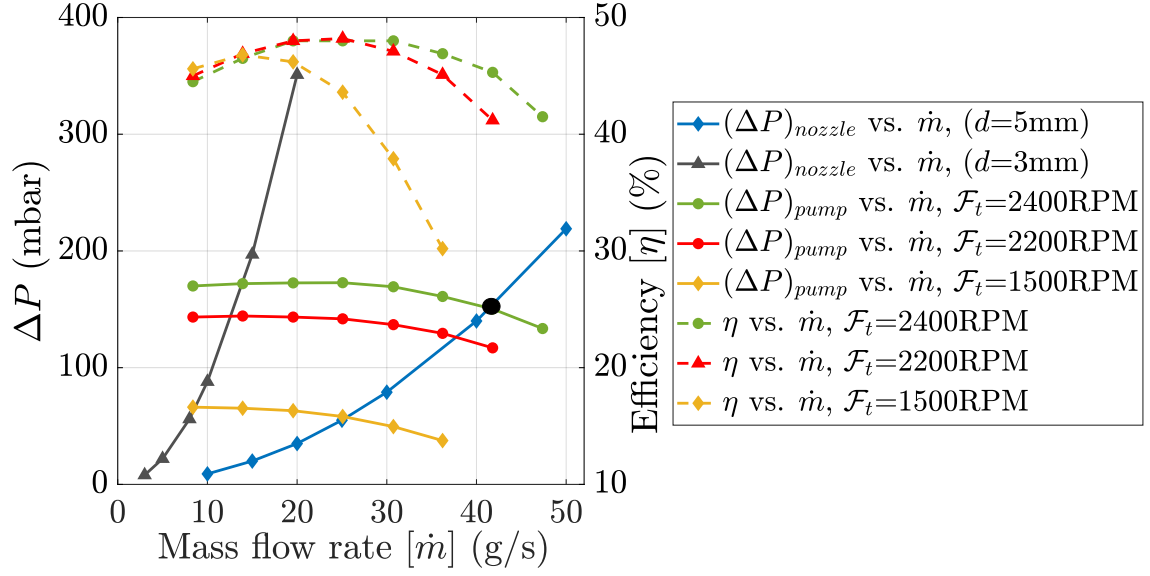 400
300
200
100
0
ΔP (mbar)
0 10 20 30 40 50
Mass flow rate [ṁ] (g/s)
50
40
30
20
10
Efficiency [η] (%)
(ΔP)nozzle vs. ṁ, (d=5mm)
(ΔP)nozzle vs. ṁ, (d=3mm)
(ΔP)pump vs. ṁ, ℱt=2400RPM
(ΔP)pump vs. ṁ, ℱt=2200RPM
(ΔP)pump vs. ṁ, ℱt=1500RPM
η vs. ṁ, ℱt=2400RPM
η vs. ṁ, ℱt=2200RPM
η vs. ṁ, ℱt=1500RPM